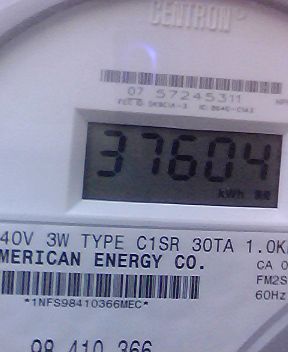 CENTRON
07 57245311
37604
kWh
40V 3W TYPE C1SR 30TA 1.0K
MERICAN ENERGY CO.
CA 0
FM2S
*1NFS98410366MEC*
60Hz
98 410 366